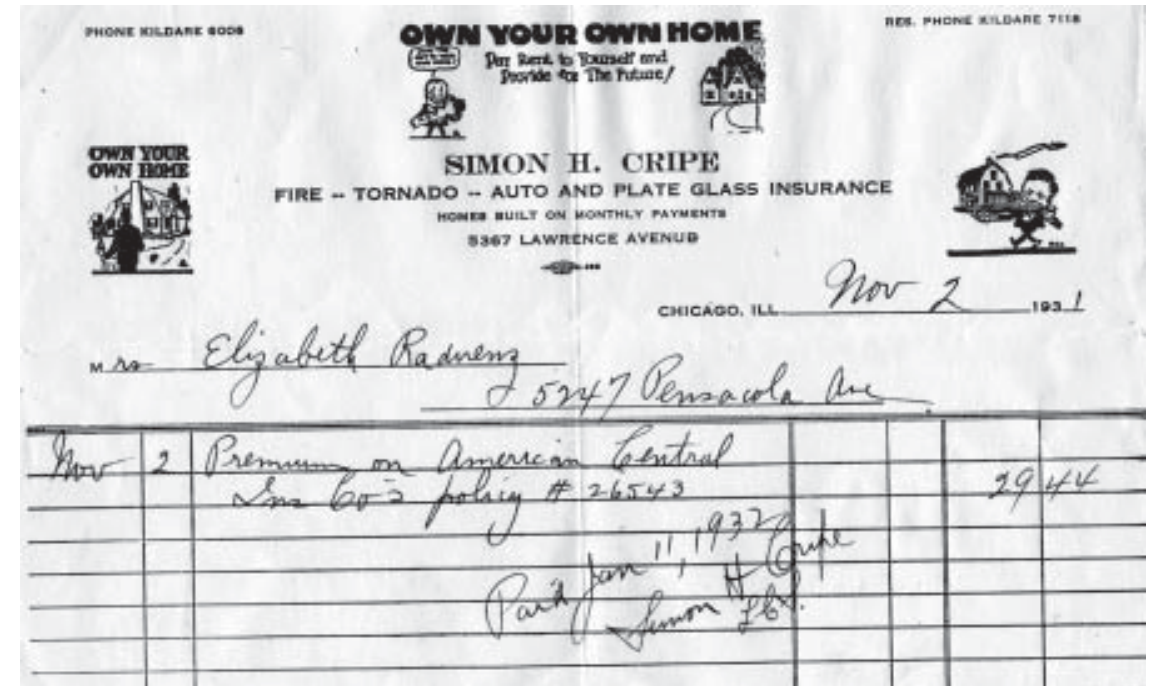 PHONE KILDARE 6008
RES. PHONE KILDARE 7118
OWN YOUR OWN HOME
Pay Rent to Yourself and
Provide for The Future!
OWN YOUR
OWN HOME
SIMON H. CRIPE
FIRE -- TORNADO -- AUTO AND PLATE GLASS INSURANCE
HOMES BUILT ON MONTHLY PAYMENTS
5367 LAWRENCE AVENUE
CHICAGO, ILL. Nov 2 1931
Mrs Elizabeth Raduenz
5247 Pensacola Ave
Nov 2 Premium on American Central
Ins Co's policy # 26543 29 44
Paid Jan 11, 1932
Simon H Cripe